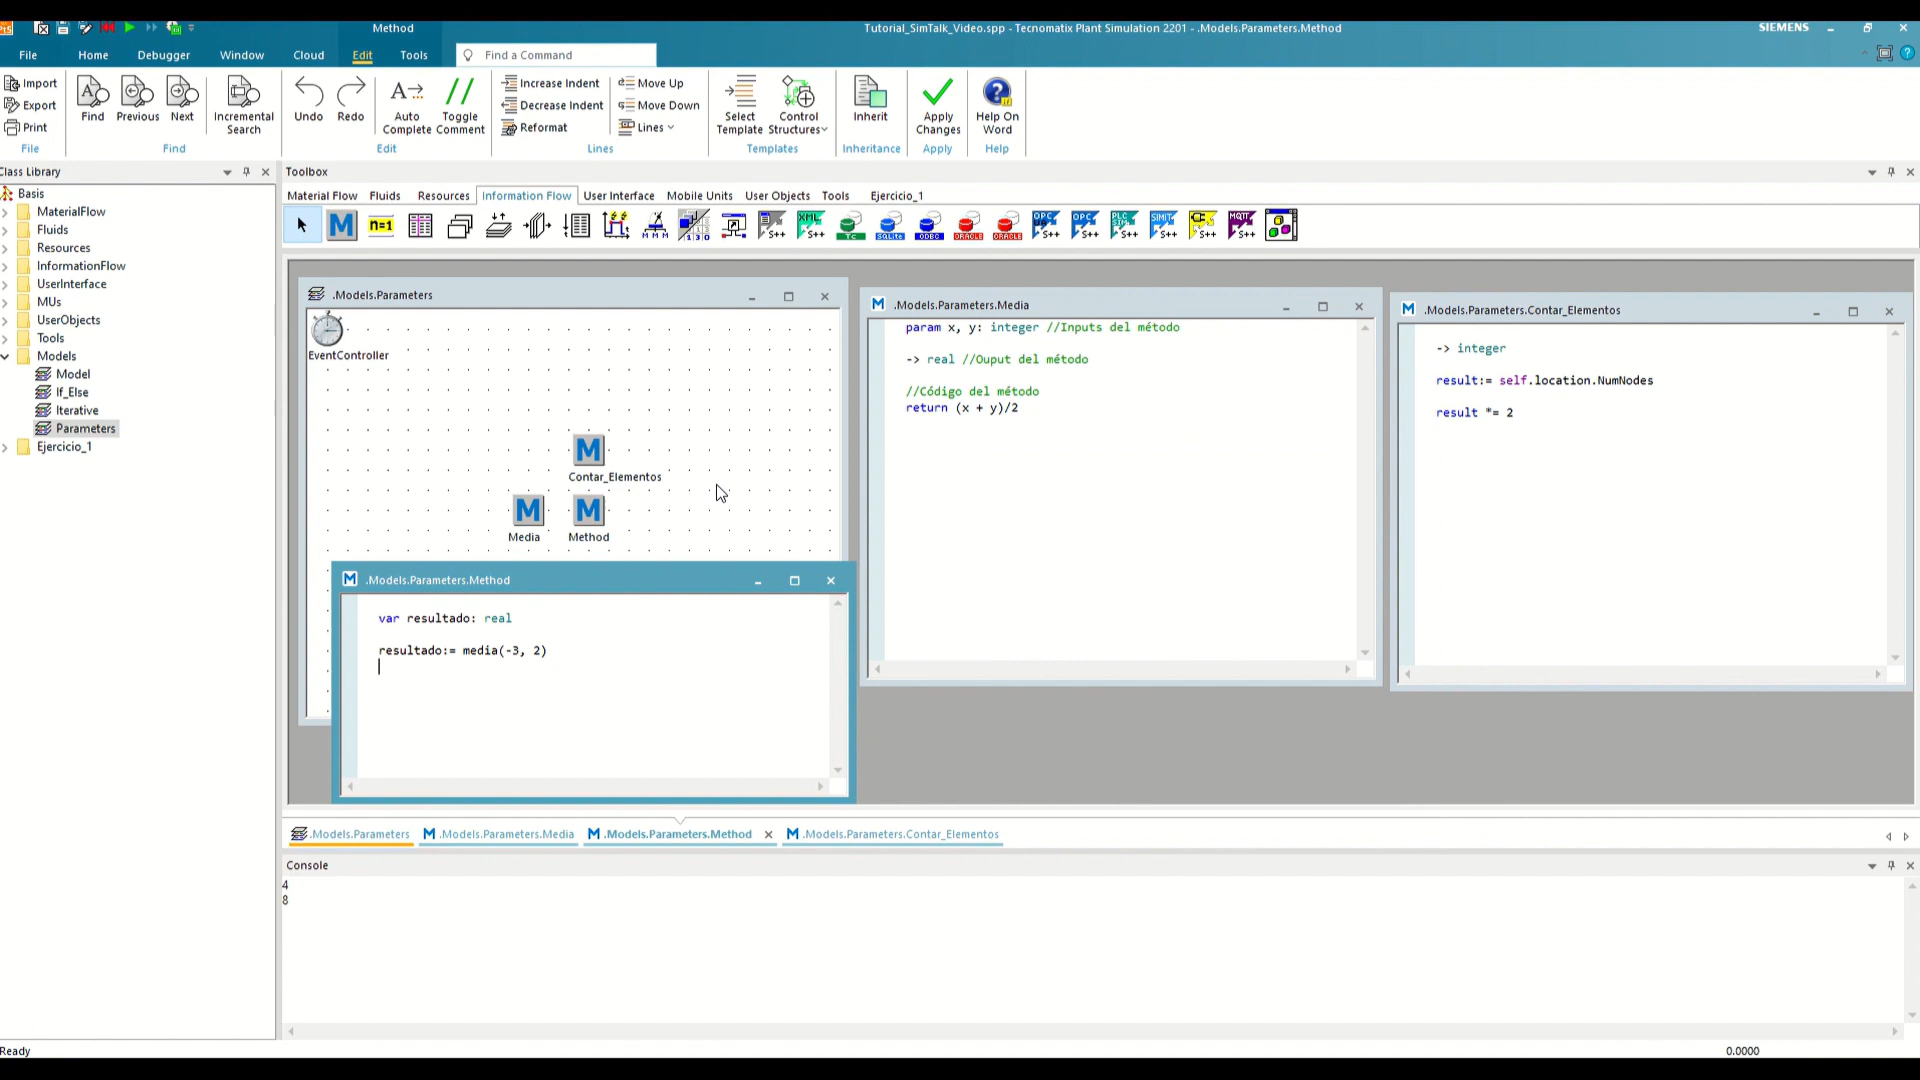 Method
Tutorial_SimTalk_Video.spp - Tecnomatix Plant Simulation 2201 - .Models.Parameters.Method
SIEMENS
File Home Debugger Window Cloud Edit Tools Find a Command
Import
Export
Print
File
Find Previous Next Incremental Search
Find
Undo Redo Auto Complete Toggle Comment
Edit
Increase Indent
Decrease Indent
Reformat
Move Up
Move Down
Lines
Lines
Select Template Control Structures
Templates
Inherit
Inheritance
Apply Changes
Apply
Help On Word
Help
Class Library
Basis
MaterialFlow
Fluids
Resources
InformationFlow
UserInterface
MUs
UserObjects
Tools
Models
Model
If_Else
Iterative
Parameters
Ejercicio_1
Toolbox
Material Flow Fluids Resources Information Flow User Interface Mobile Units User Objects Tools Ejercicio_1
.Models.Parameters
EventController
Contar_Elementos
Media Method
.Models.Parameters.Method
var resultado: real
resultado:= media(-3, 2)
.Models.Parameters.Media
param x, y: integer //Inputs del método
-> real //Ouput del método
//Código del método
return (x + y)/2
.Models.Parameters.Contar_Elementos
-> integer
result:= self.location.NumNodes
result *= 2
.Models.Parameters .Models.Parameters.Media .Models.Parameters.Method .Models.Parameters.Contar_Elementos
Console
4
8
Ready
0.0000